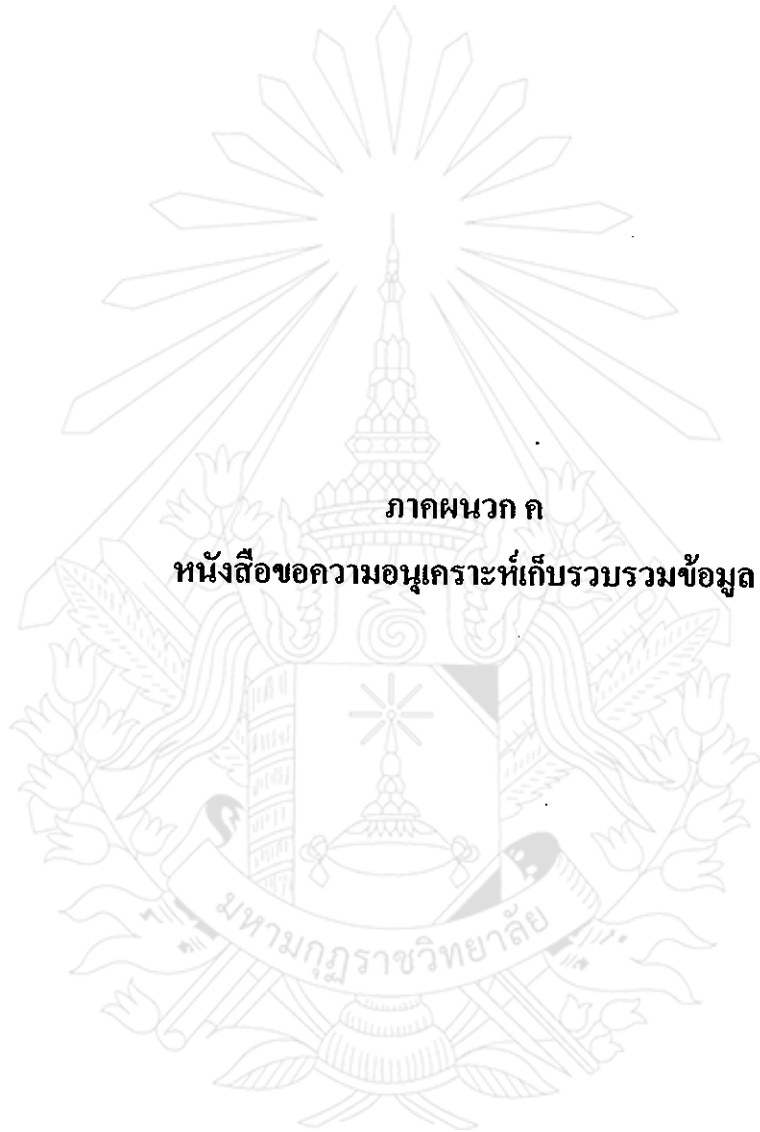 ภาคผนวก ค
หนังสือขอความอนุเคราะห์เก็บรวบรวมข้อมูล
มหามกุฏราชวิทยาลัย